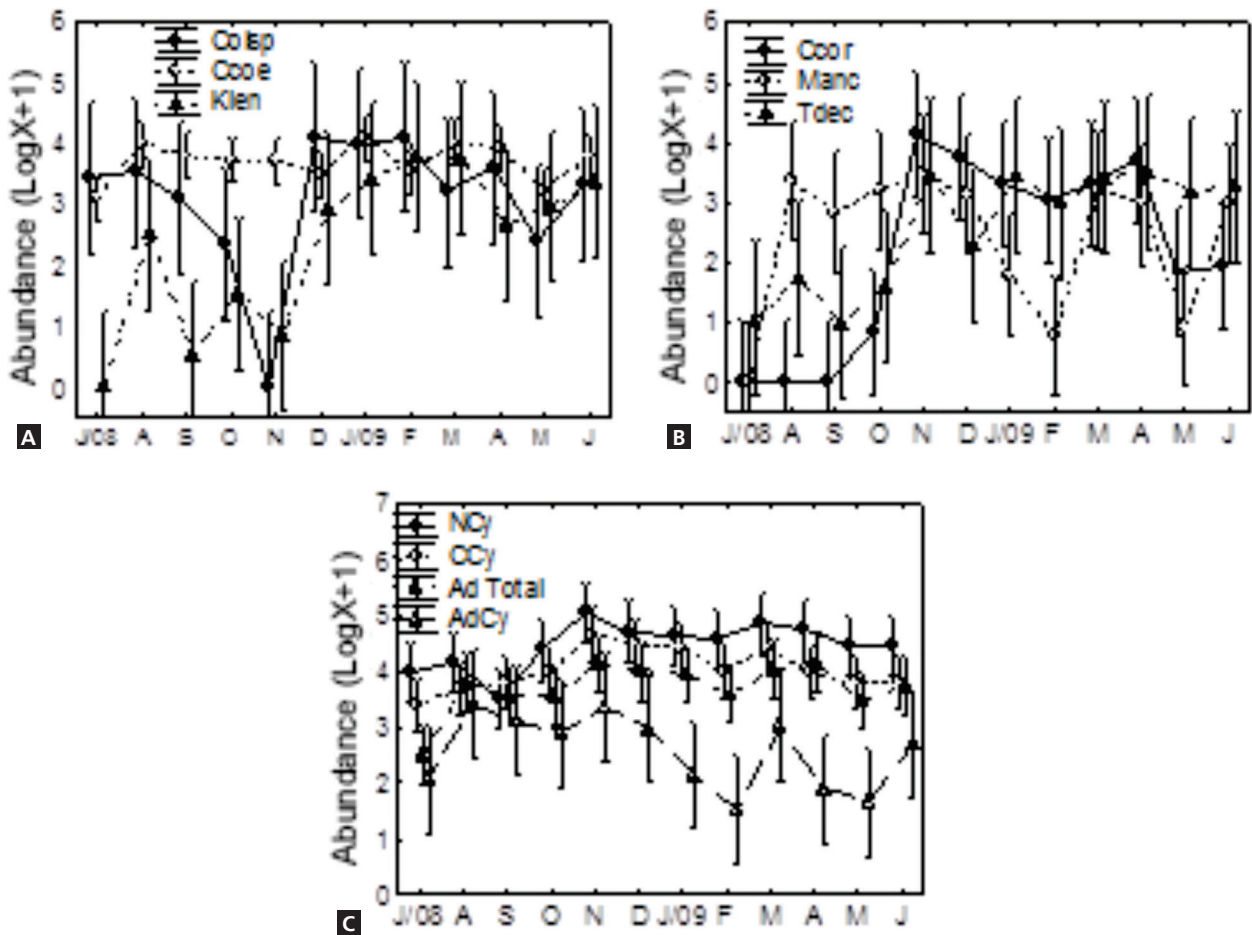 6
5
4
3
2
1
0
Abundance (LogX+1)
Colsp
Ccoe
Klen
J/08 A S O N D J/09 F M A M J
A
6
5
4
3
2
1
0
Abundance (LogX+1)
Ccor
Manc
Tdec
J/08 A S O N D J/09 F M A M J
B
7
6
5
4
3
2
1
0
Abundance (LogX+1)
NCy
CCy
Ad Total
AdCy
J/08 A S O N D J/09 F M A M J
C